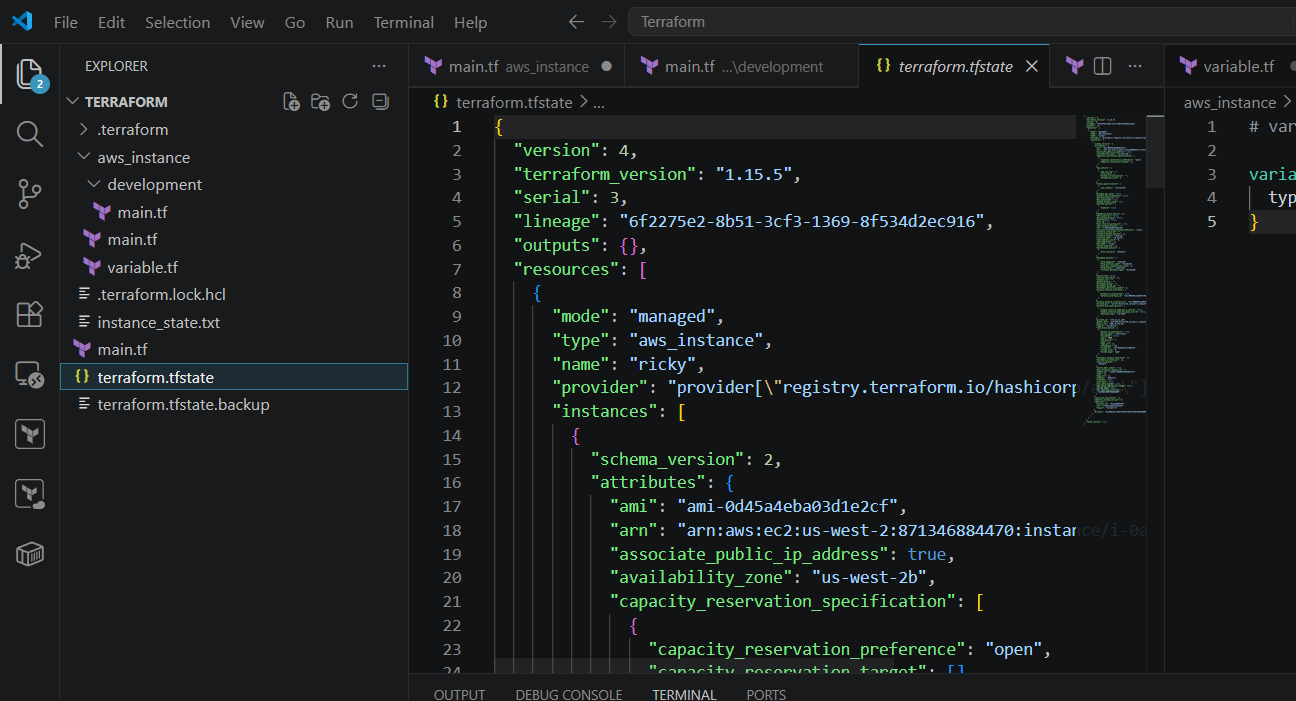 File Edit Selection View Go Run Terminal Help
Terraform
EXPLORER
2
TERRAFORM
.terraform
aws_instance
development
main.tf
main.tf
variable.tf
.terraform.lock.hcl
instance_state.txt
main.tf
terraform.tfstate
terraform.tfstate.backup
main.tf aws_instance
main.tf ...\development
terraform.tfstate
terraform.tfstate > ...
1 {
2 "version": 4,
3 "terraform_version": "1.15.5",
4 "serial": 3,
5 "lineage": "6f2275e2-8b51-3cf3-1369-8f534d2ec916",
6 "outputs": {},
7 "resources": [
8 {
9 "mode": "managed",
10 "type": "aws_instance",
11 "name": "ricky",
12 "provider": "provider[\"registry.terraform.io/hashicorp/
13 "instances": [
14 {
15 "schema_version": 2,
16 "attributes": {
17 "ami": "ami-0d45a4eba03d1e2cf",
18 "arn": "arn:aws:ec2:us-west-2:871346884470:instance/i-0a
19 "associate_public_ip_address": true,
20 "availability_zone": "us-west-2b",
21 "capacity_reservation_specification": [
22 {
23 "capacity_reservation_preference": "open",
24 "capacity_reservation_target": []
variable.tf
aws_instance >
1 # var
2
3 varia
4 typ
5 }
OUTPUT DEBUG CONSOLE TERMINAL PORTS